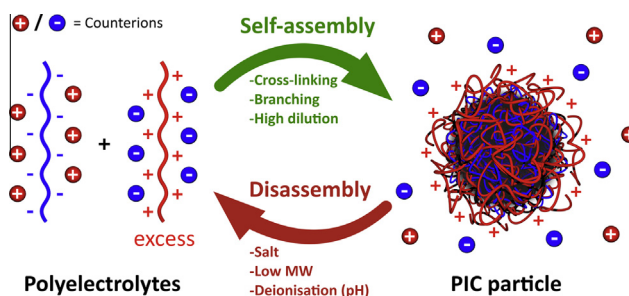 + / - = Counterions
Self-assembly
-Cross-linking
-Branching
-High dilution
+
excess
Disassembly
-Salt
-Low MW
-Deionisation (pH)
Polyelectrolytes
PIC particle